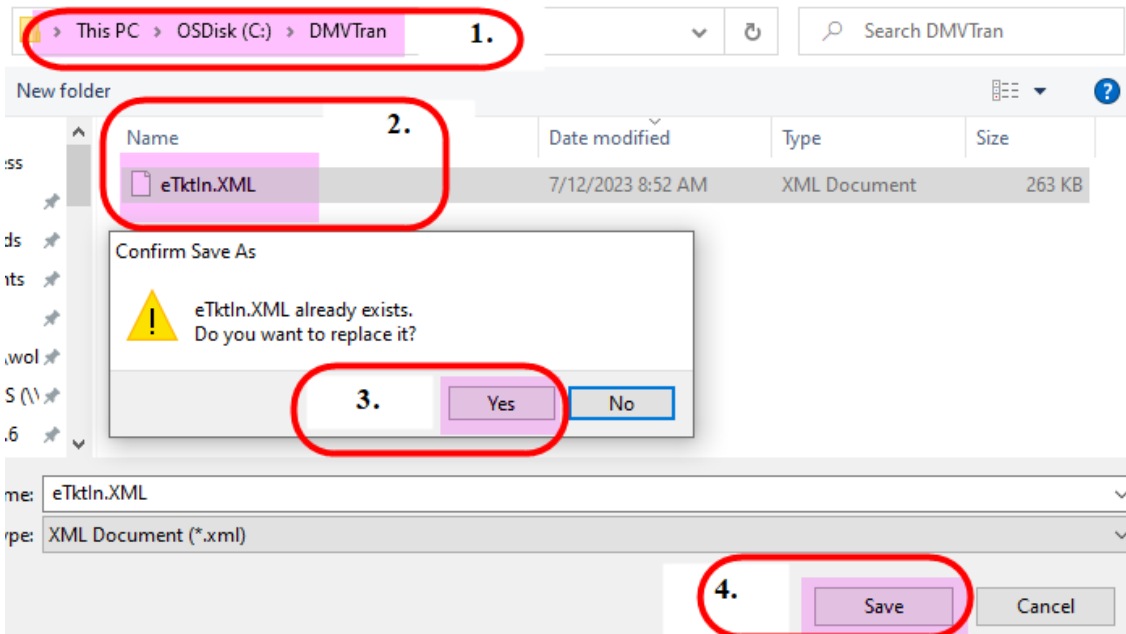 This PC > OSDisk (C:) > DMVTran 1.
Search DMVTran
New folder
?
2.
Name Date modified Type Size
eTktIn.XML 7/12/2023 8:52 AM XML Document 263 KB
ess
ds
nts
wol
S (\\
.6
Confirm Save As
!
eTktIn.XML already exists.
Do you want to replace it?
3. Yes No
me: eTktIn.XML
ype: XML Document (*.xml)
4. Save Cancel